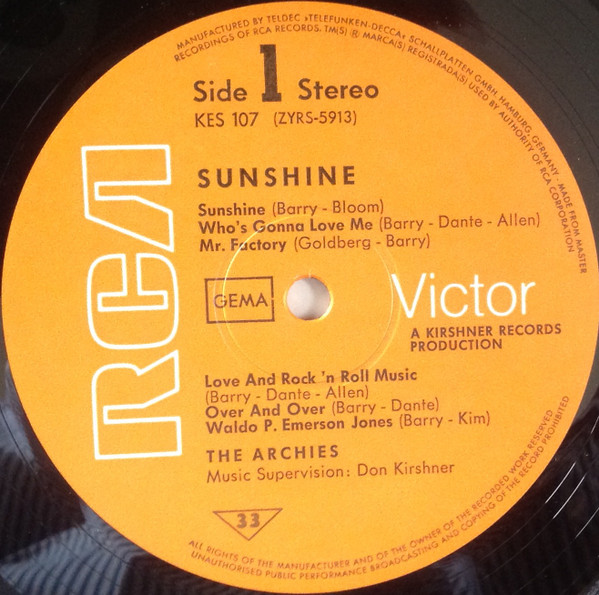 MANUFACTURED BY TELDEC »TELEFUNKEN-DECCA« SCHALLPLATTEN GMBH, HAMBURG, GERMANY - MADE FROM MASTER
RECORDINGS OF RCA RECORDS. TM(S) ® MARCA(S) REGISTRADA(S) USED BY AUTHORITY OF RCA CORPORATION
Side 1 Stereo
KES 107 (ZYRS-5913)
RCA
SUNSHINE
Sunshine (Barry - Bloom)
Who's Gonna Love Me (Barry - Dante - Allen)
Mr. Factory (Goldberg - Barry)
GEMA
Victor
A KIRSHNER RECORDS
PRODUCTION
Love And Rock 'n Roll Music
(Barry - Dante - Allen)
Over And Over (Barry - Dante)
Waldo P. Emerson Jones (Barry - Kim)
THE ARCHIES
Music Supervision: Don Kirshner
33
ALL RIGHTS OF THE MANUFACTURER AND OF THE OWNER OF THE RECORDED WORK RESERVED
UNAUTHORISED PUBLIC PERFORMANCE BROADCASTING AND COPYING OF THE RECORD PROHIBITED